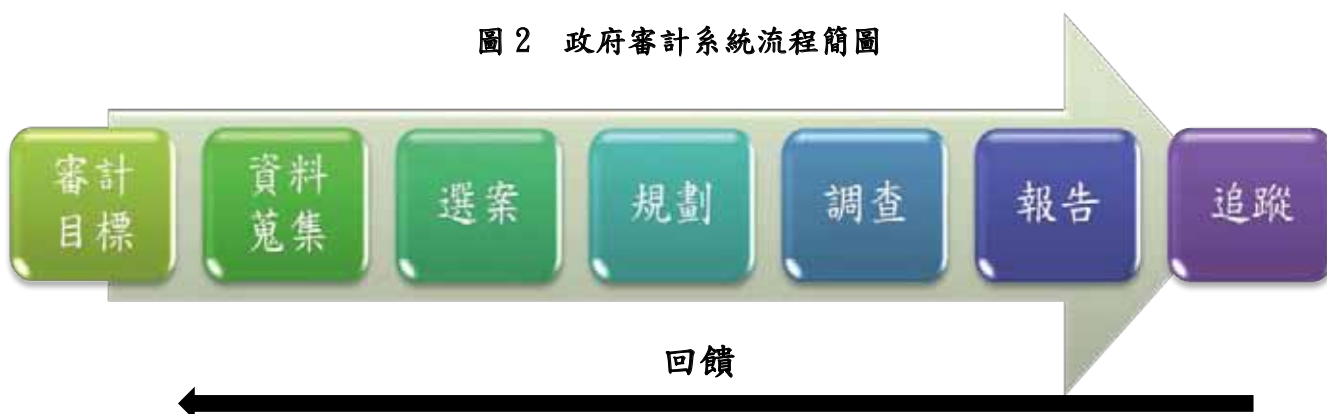 圖 2 政府審計系統流程簡圖
審計
目標
資料
蒐集
選案
規劃
調查
報告
追蹤
回饋